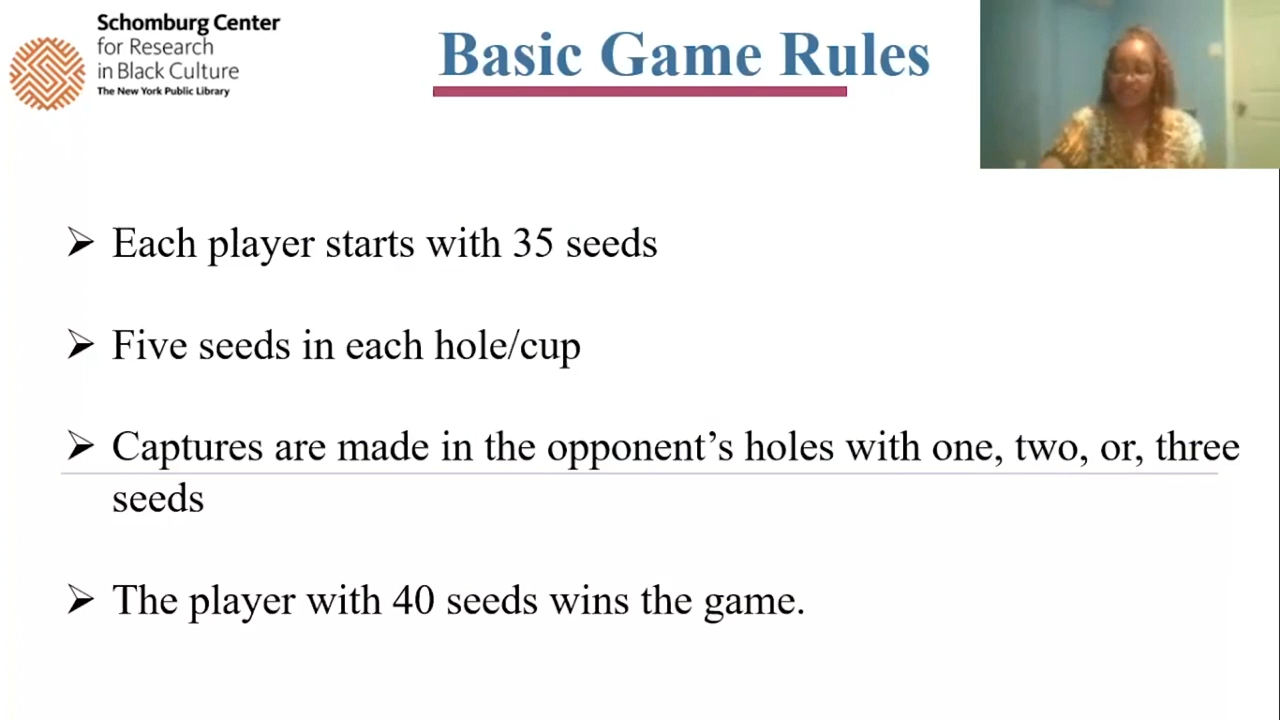 Schomburg Center
for Research
in Black Culture
The New York Public Library
Basic Game Rules
➢ Each player starts with 35 seeds
➢ Five seeds in each hole/cup
➢ Captures are made in the opponent’s holes with one, two, or, three
seeds
➢ The player with 40 seeds wins the game.